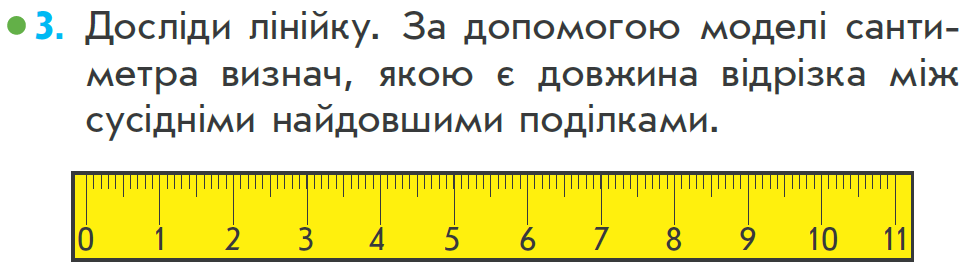 3. Досліди лінійку. За допомогою моделі санти-
метра визнач, якою є довжина відрізка між
сусідніми найдовшими поділками.
0 1 2 3 4 5 6 7 8 9 10 11